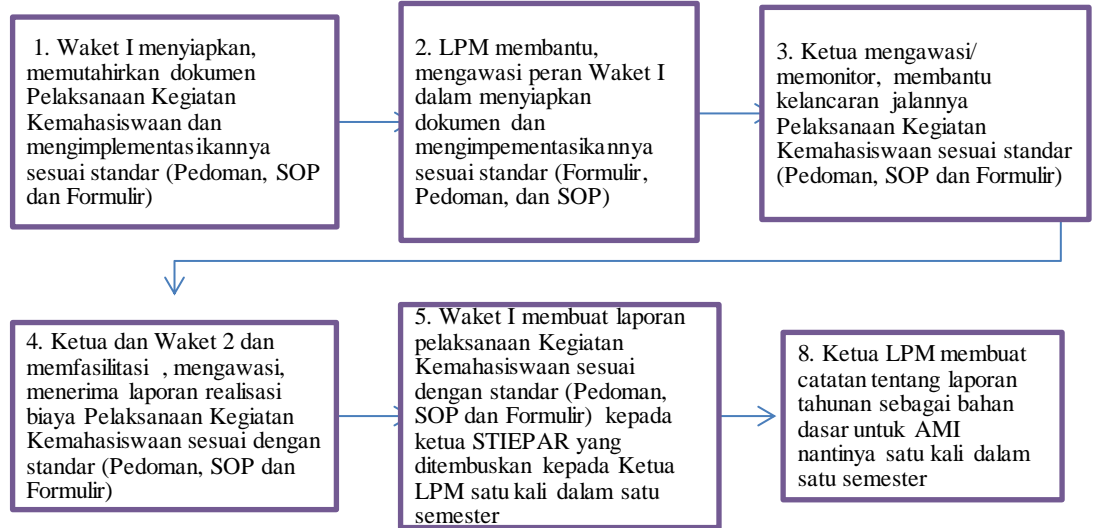 1. Waket I menyiapkan,
memutahirkan dokumen
Pelaksanaan Kegiatan
Kemahasiswaan dan
mengimplementasikannya
sesuai standar (Pedoman, SOP
dan Formulir)
2. LPM membantu,
mengawasi peran Waket I
dalam menyiapkan
dokumen dan
mengimpementasikannya
sesuai standar (Formulir,
Pedoman, dan SOP)
3. Ketua mengawasi/
memonitor, membantu
kelancaran jalannya
Pelaksanaan Kegiatan
Kemahasiswaan sesuai standar
(Pedoman, SOP dan Formulir)
4. Ketua dan Waket 2 dan
memfasilitasi , mengawasi,
menerima laporan realisasi
biaya Pelaksanaan Kegiatan
Kemahasiswaan sesuai dengan
standar (Pedoman, SOP dan
Formulir)
5. Waket I membuat laporan
pelaksanaan Kegiatan
Kemahasiswaan sesuai
dengan standar (Pedoman,
SOP dan Formulir) kepada
ketua STIEPAR yang
ditembuskan kepada Ketua
LPM satu kali dalam satu
semester
8. Ketua LPM membuat
catatan tentang laporan
tahunan sebagai bahan
dasar untuk AMI
nantinya satu kali dalam
satu semester